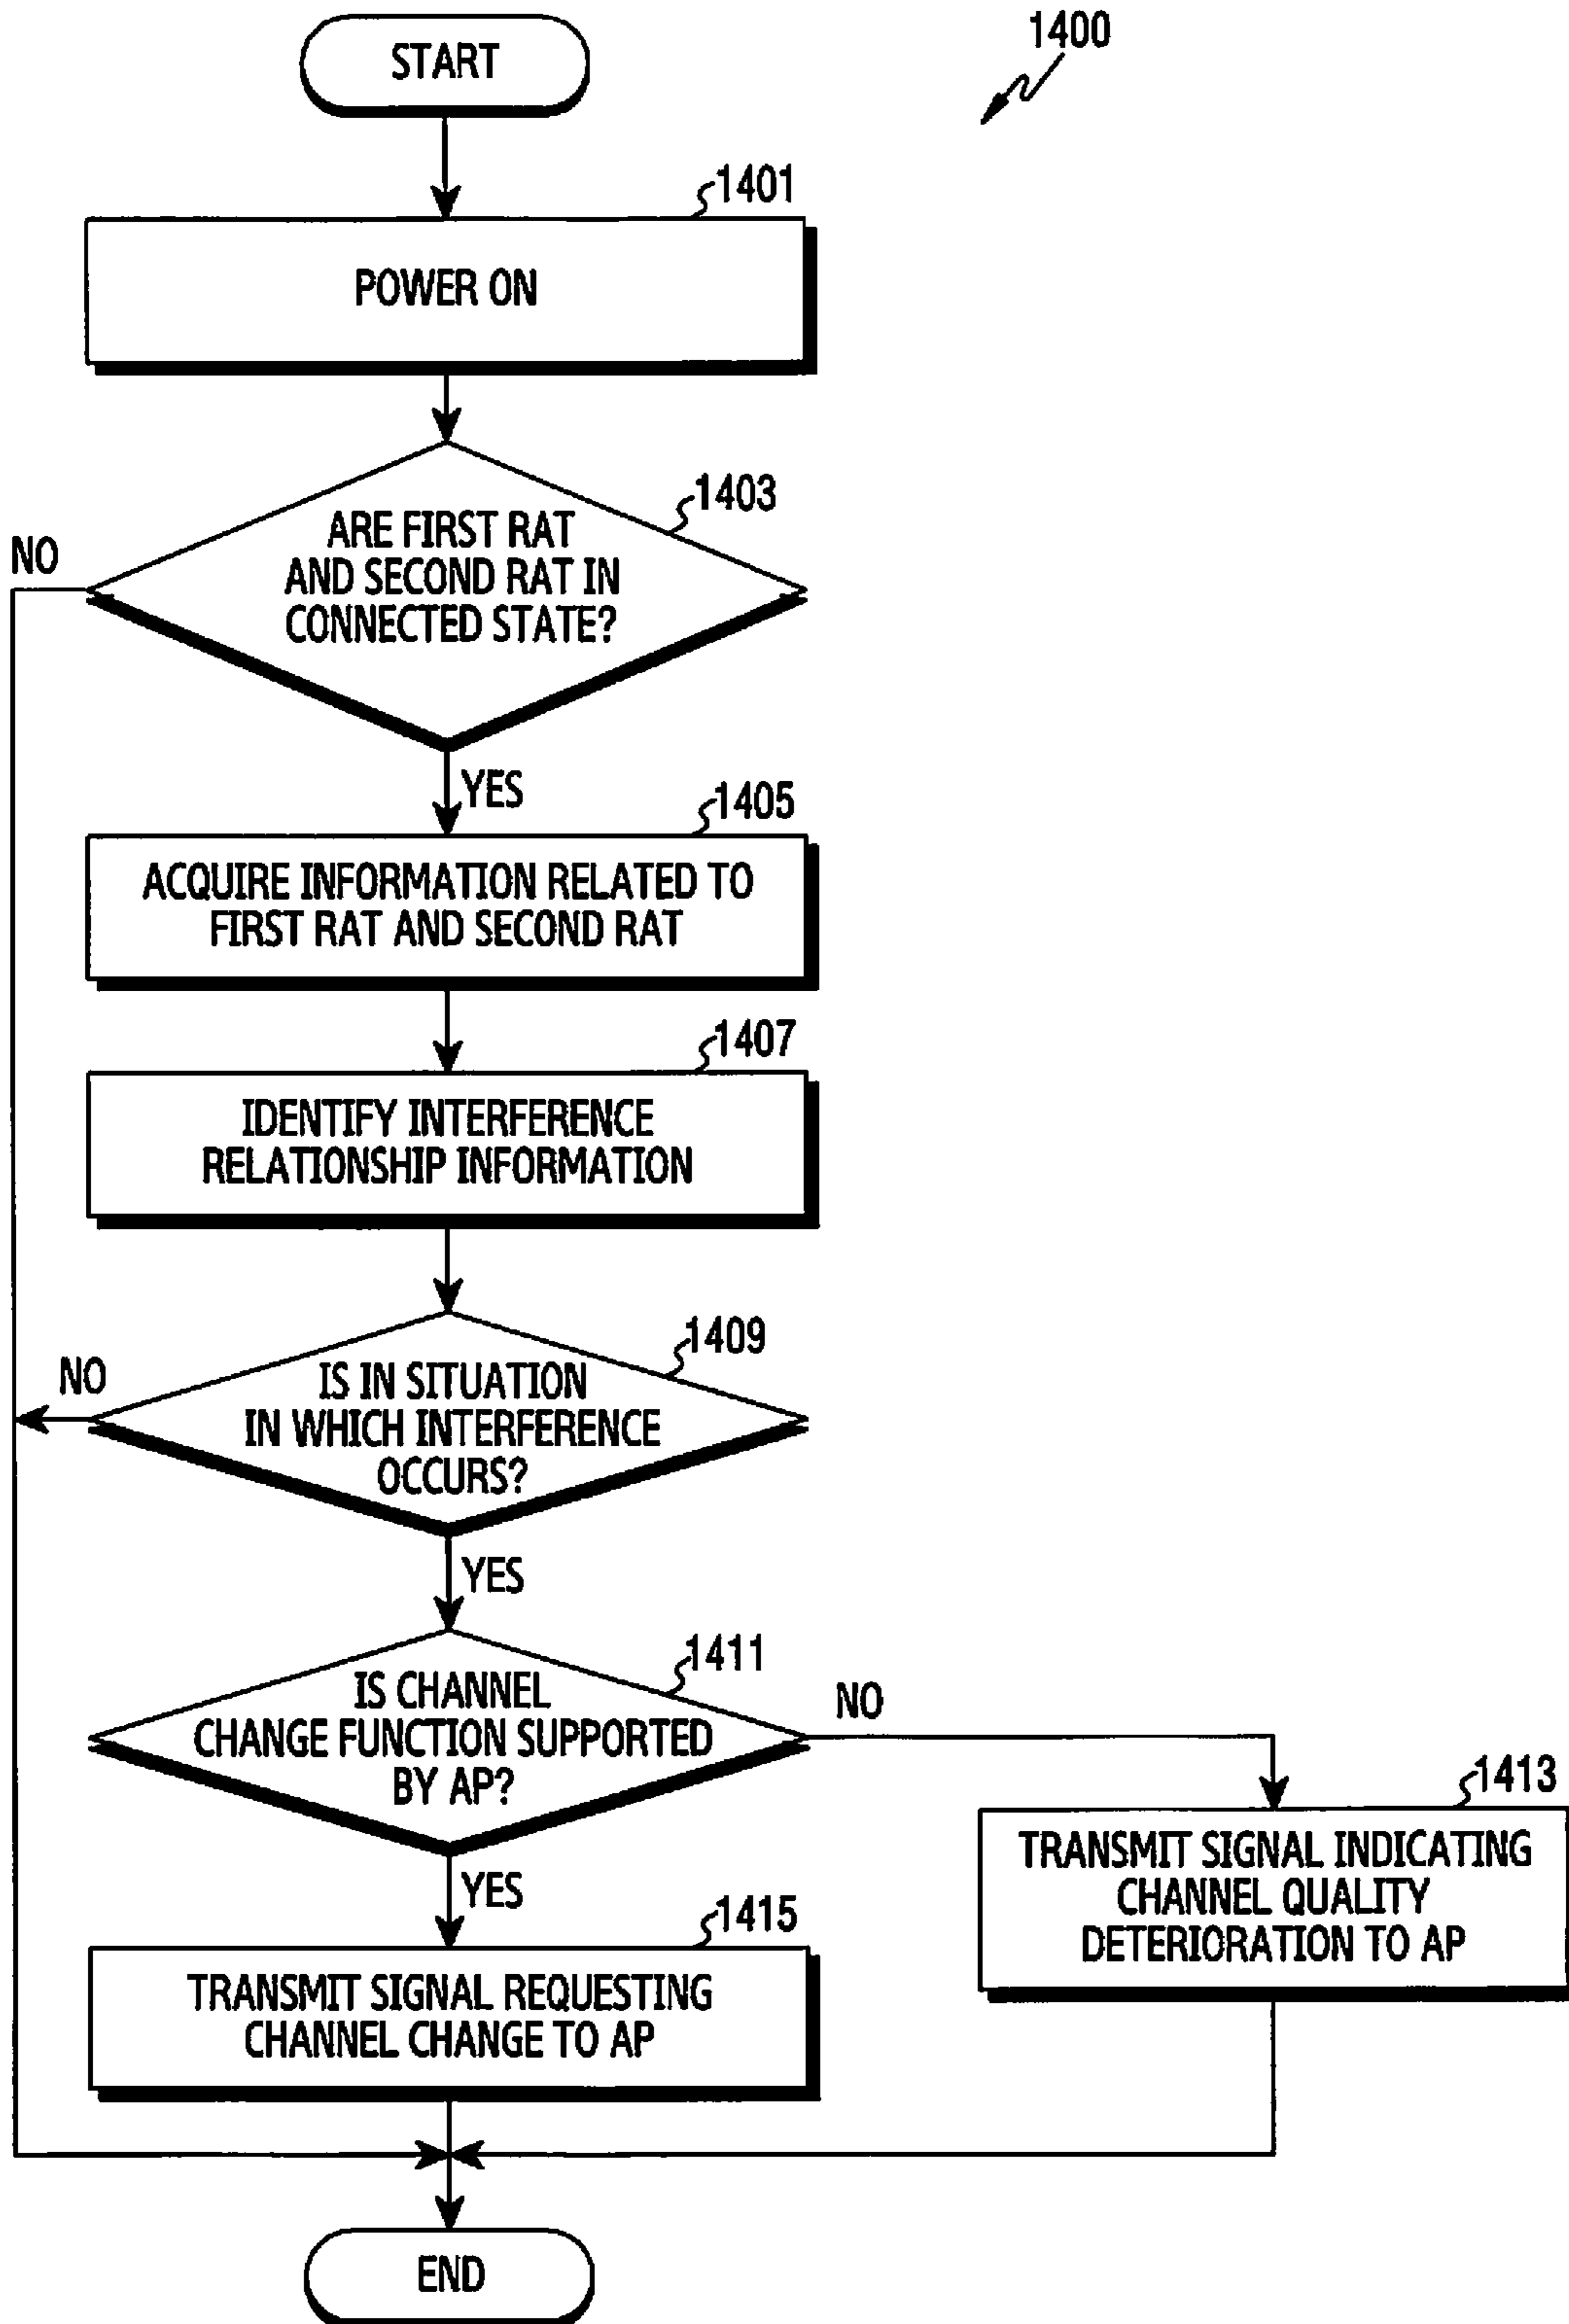 START
1400
1401
POWER ON
1403
ARE FIRST RAT
AND SECOND RAT IN
CONNECTED STATE?
NO
YES
1405
ACQUIRE INFORMATION RELATED TO
FIRST RAT AND SECOND RAT
1407
IDENTIFY INTERFERENCE
RELATIONSHIP INFORMATION
1409
IS IN SITUATION
IN WHICH INTERFERENCE
OCCURS?
NO
YES
1411
IS CHANNEL
CHANGE FUNCTION SUPPORTED
BY AP?
NO
YES
1413
TRANSMIT SIGNAL INDICATING
CHANNEL QUALITY
DETERIORATION TO AP
1415
TRANSMIT SIGNAL REQUESTING
CHANNEL CHANGE TO AP
END